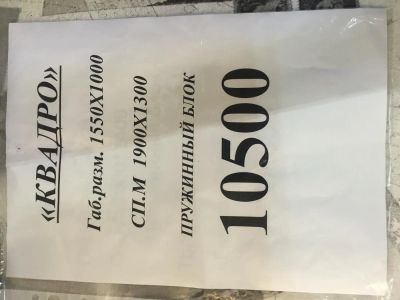 «КВАДРО»
Габ.разм. 1550Х1000
СП.М 1900Х1300
ПРУЖИННЫЙ БЛОК
10500